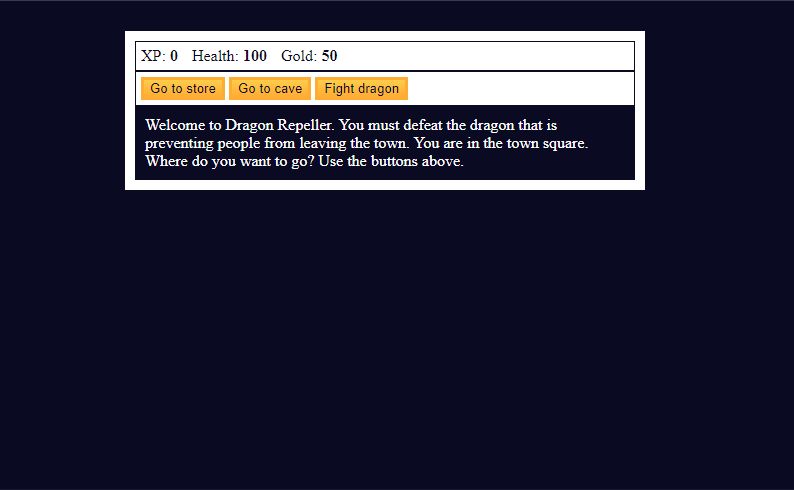 XP: 0 Health: 100 Gold: 50
Go to store Go to cave Fight dragon
Welcome to Dragon Repeller. You must defeat the dragon that is
preventing people from leaving the town. You are in the town square.
Where do you want to go? Use the buttons above.